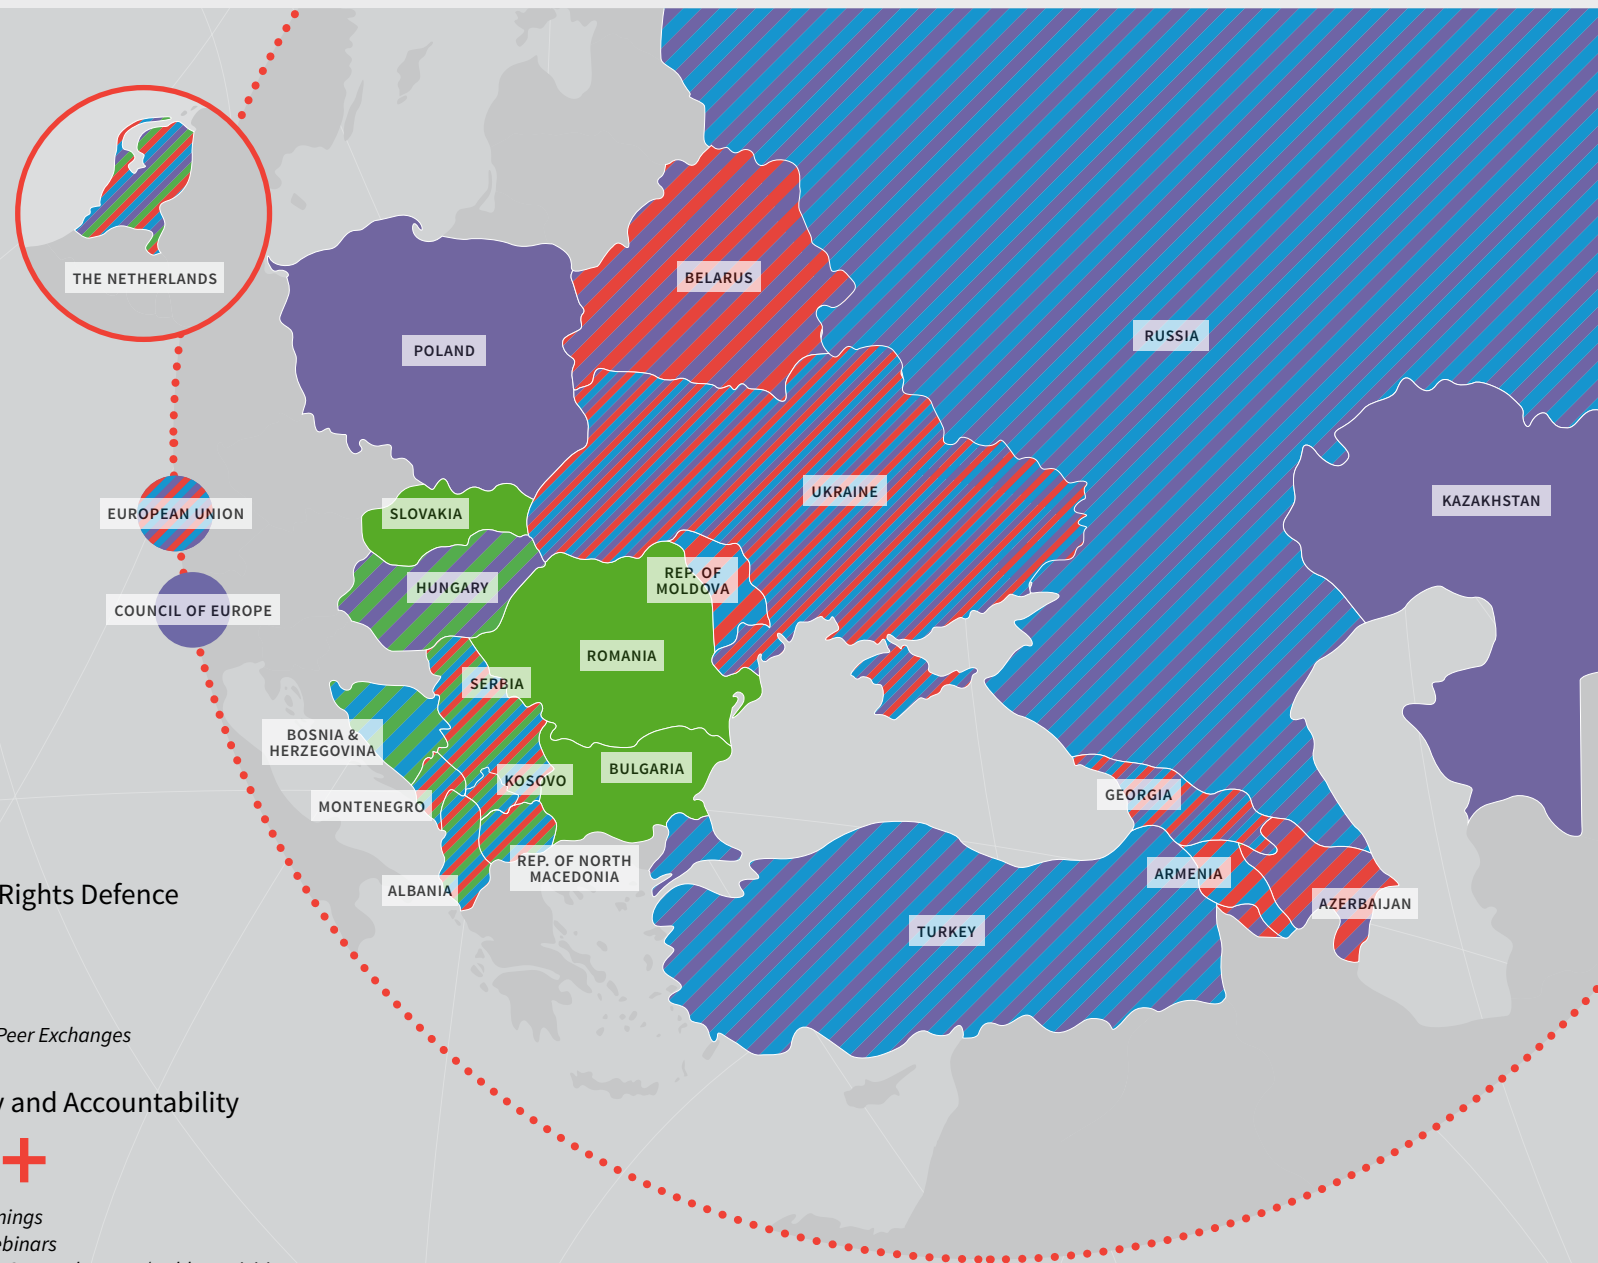 THE NETHERLANDS
BELARUS
RUSSIA
POLAND
UKRAINE
KAZAKHSTAN
EUROPEAN UNION
SLOVAKIA
REP. OF
MOLDOVA
HUNGARY
COUNCIL OF EUROPE
ROMANIA
SERBIA
BOSNIA &
HERZEGOVINA
BULGARIA
KOSOVO
MONTENEGRO
GEORGIA
REP. OF NORTH
MACEDONIA
ALBANIA
ARMENIA
AZERBAIJAN
TURKEY
Rights Defence
Peer Exchanges
y and Accountability
+
nings
ebinars